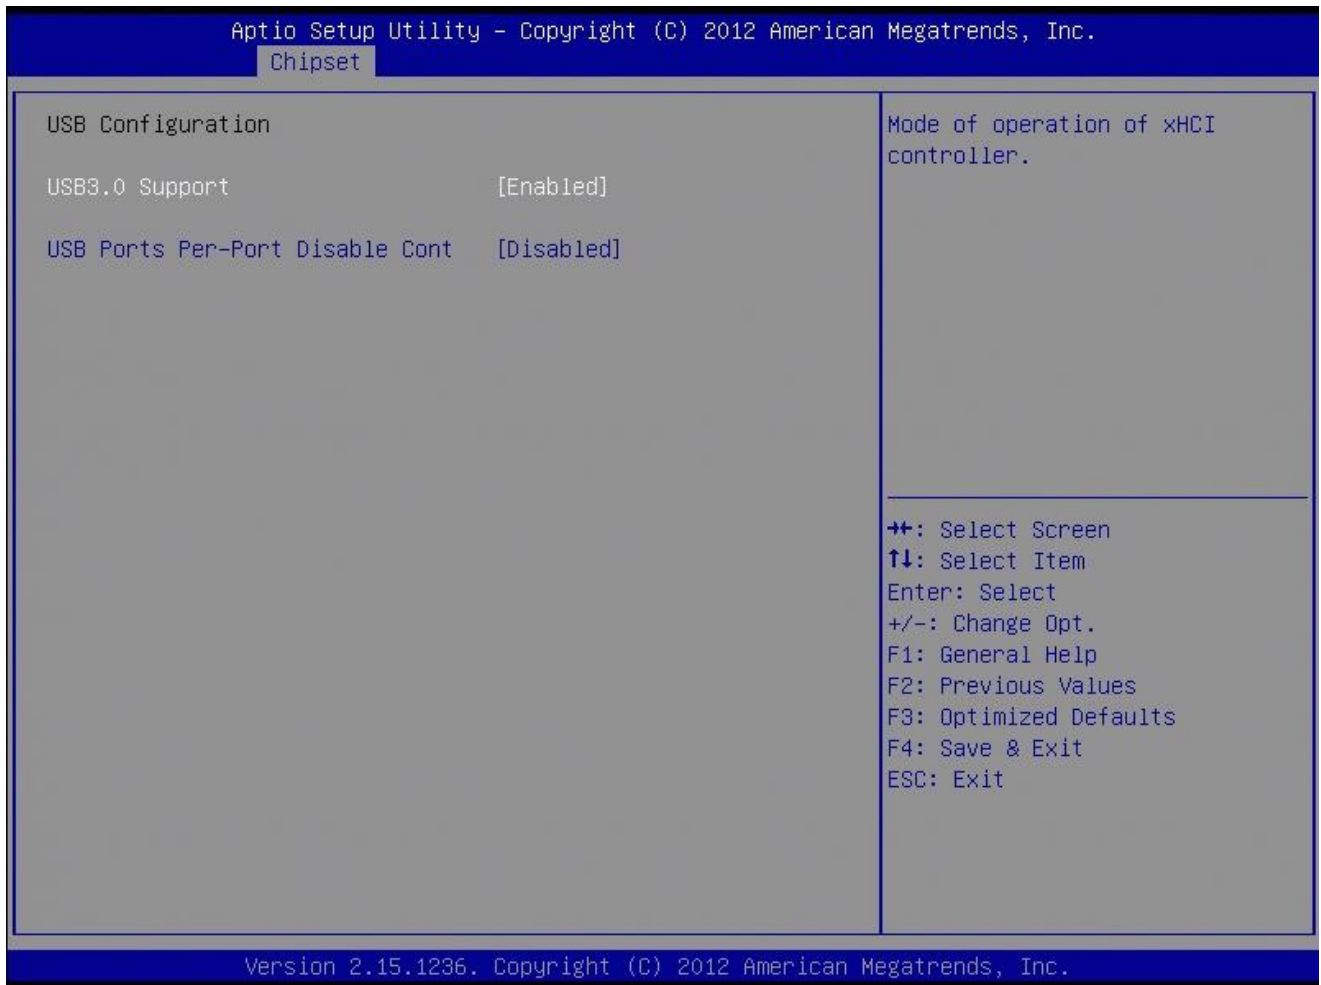 Aptio Setup Utility – Copyright (C) 2012 American Megatrends, Inc.
Chipset
USB Configuration
USB3.0 Support [Enabled]
USB Ports Per-Port Disable Cont [Disabled]
Mode of operation of xHCI
controller.
→←: Select Screen
↑↓: Select Item
Enter: Select
+/-: Change Opt.
F1: General Help
F2: Previous Values
F3: Optimized Defaults
F4: Save & Exit
ESC: Exit
Version 2.15.1236. Copyright (C) 2012 American Megatrends, Inc.